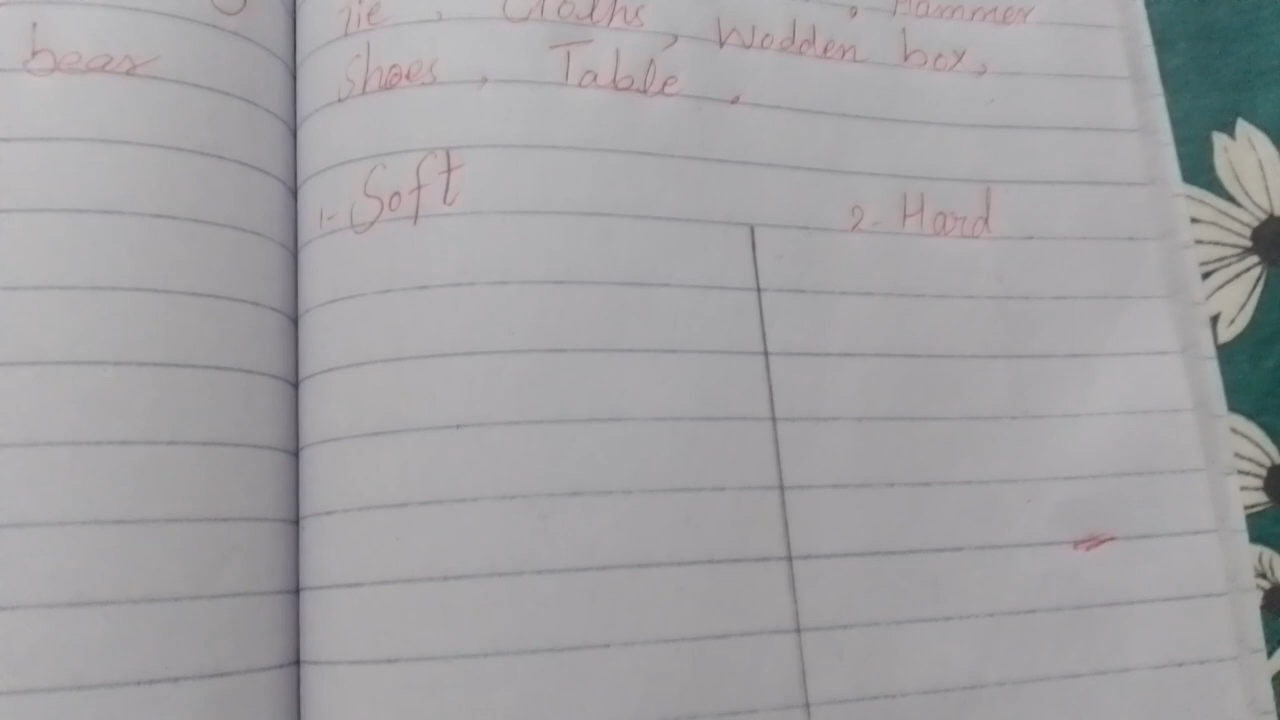 bear
Tie , Cloths , Hammer
Shoes , Table , Wodden box,
1- Soft
2- Hard